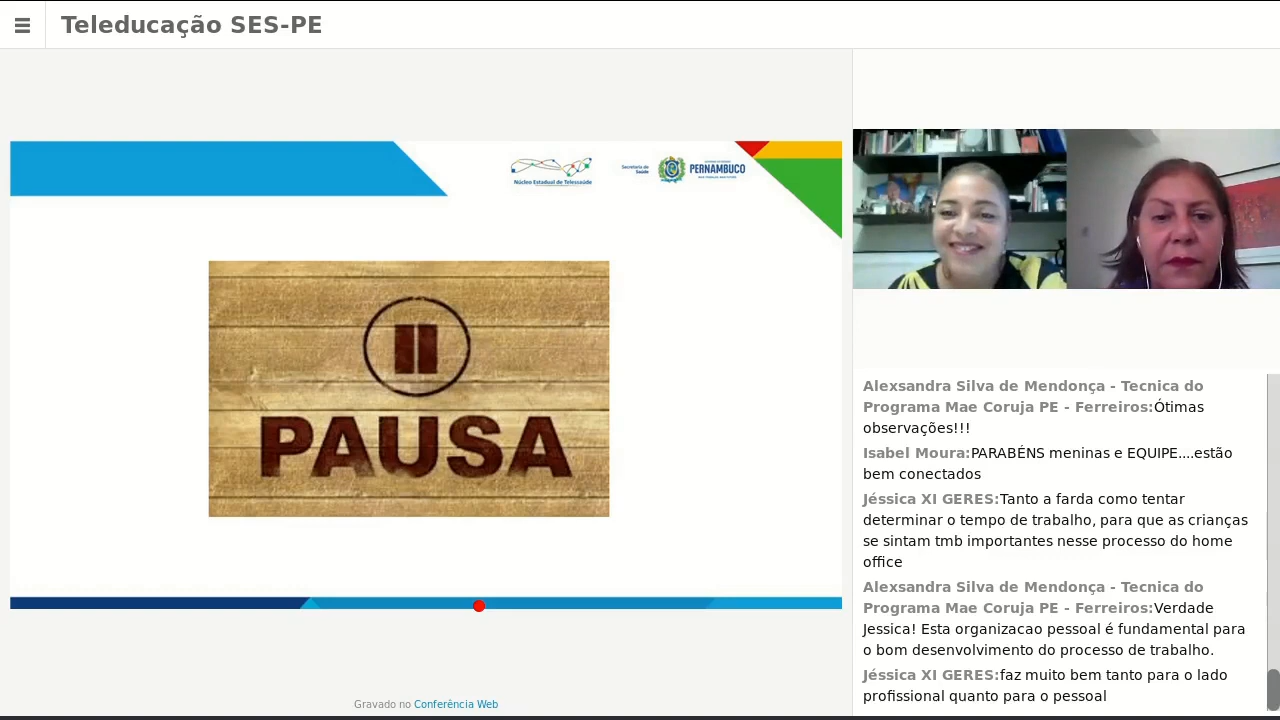 Teleducação SES-PE
Núcleo Estadual de Telessaúde
Secretaria de
Saúde
PERNAMBUCO
PAUSA
Alexsandra Silva de Mendonça - Tecnica do
Programa Mae Coruja PE - Ferreiros:Ótimas
observações!!!
Isabel Moura:PARABÉNS meninas e EQUIPE....estão
bem conectados
Jéssica XI GERES:Tanto a farda como tentar
determinar o tempo de trabalho, para que as crianças
se sintam tmb importantes nesse processo do home
office
Alexsandra Silva de Mendonça - Tecnica do
Programa Mae Coruja PE - Ferreiros:Verdade
Jessica! Esta organizacao pessoal é fundamental para
o bom desenvolvimento do processo de trabalho.
Jéssica XI GERES:faz muito bem tanto para o lado
profissional quanto para o pessoal
Gravado no Conferência Web